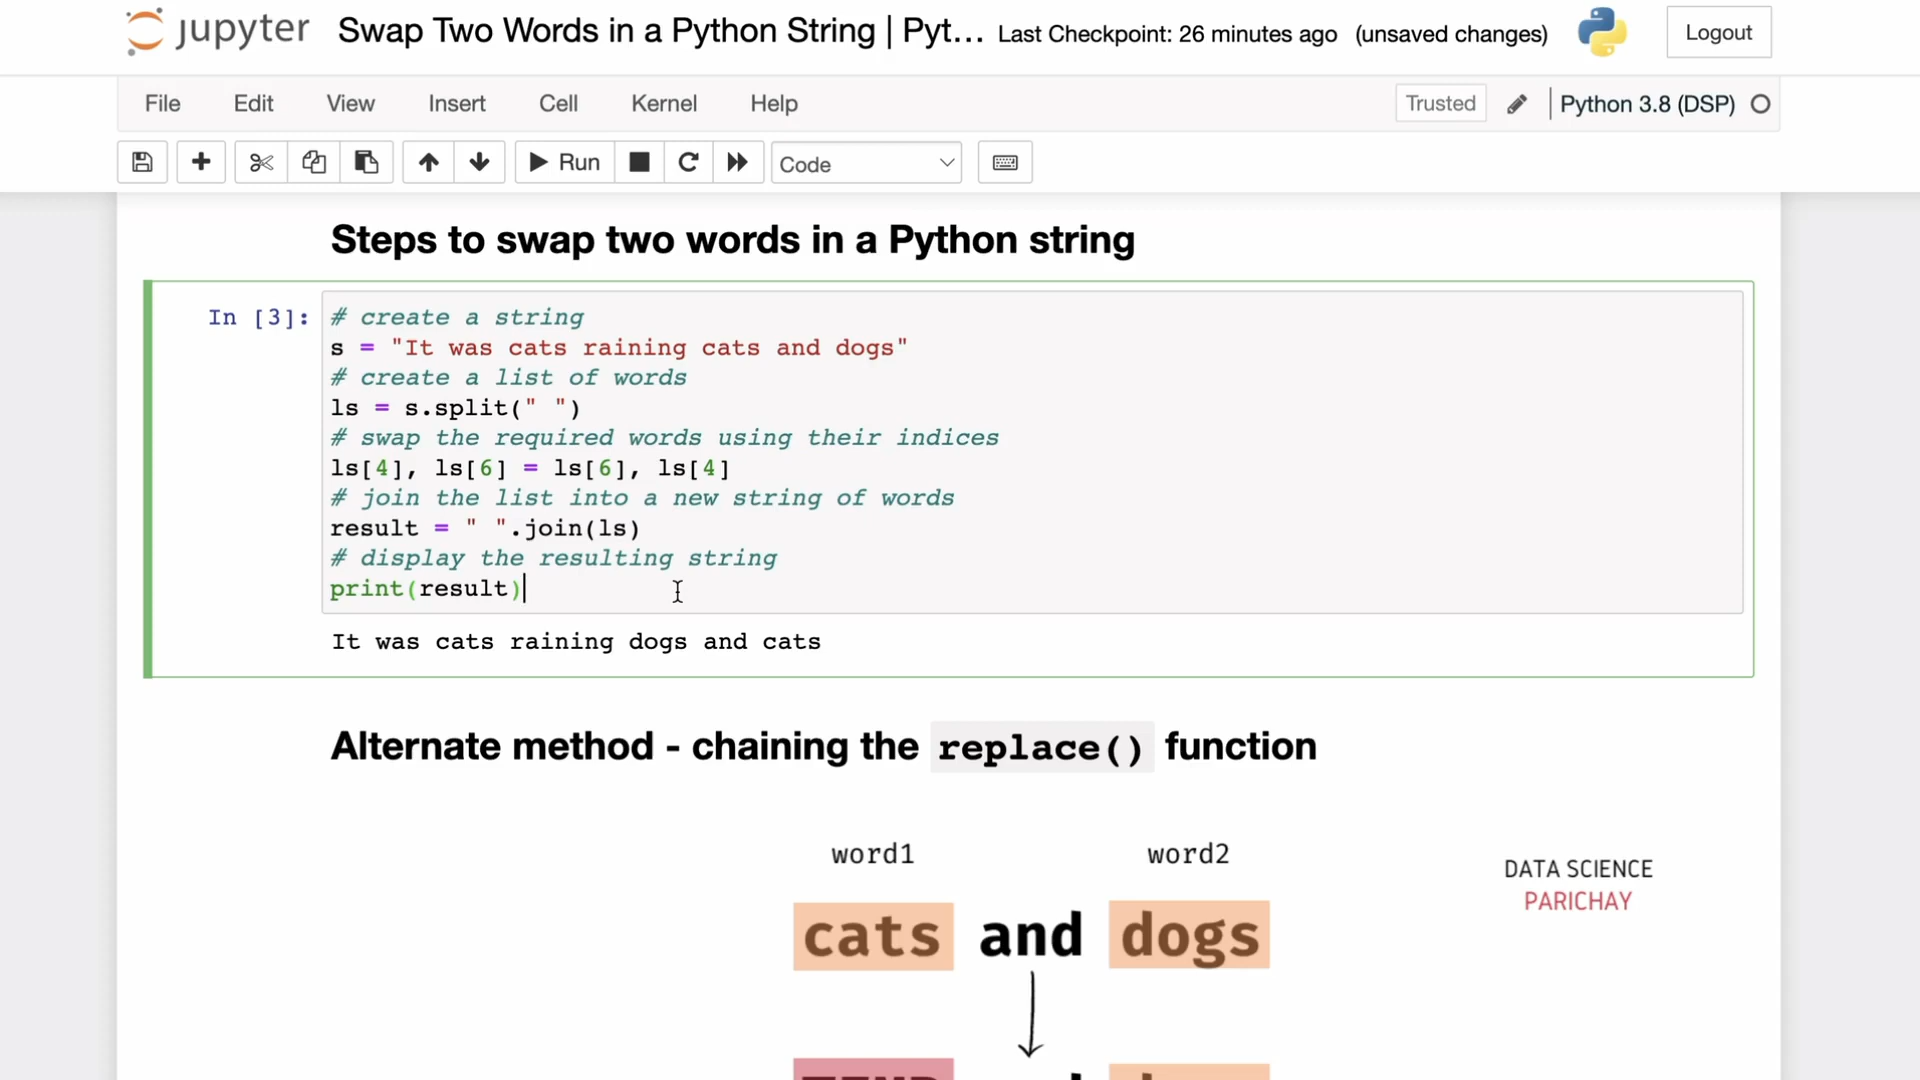 jupyter Swap Two Words in a Python String | Pyt... Last Checkpoint: 26 minutes ago (unsaved changes) Logout
File Edit View Insert Cell Kernel Help Trusted Python 3.8 (DSP)
Run Code
Steps to swap two words in a Python string
In [3]: # create a string
s = "It was cats raining cats and dogs"
# create a list of words
ls = s.split(" ")
# swap the required words using their indices
ls[4], ls[6] = ls[6], ls[4]
# join the list into a new string of words
result = " ".join(ls)
# display the resulting string
print(result)
It was cats raining dogs and cats
Alternate method - chaining the replace() function
word1 word2
DATA SCIENCE
PARICHAY
cats and dogs